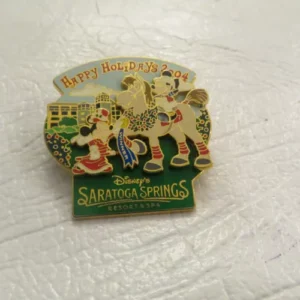 HAPPY HOLIDAYS 2004
Disney's
SARATOGA SPRINGS
RESORT & SPA